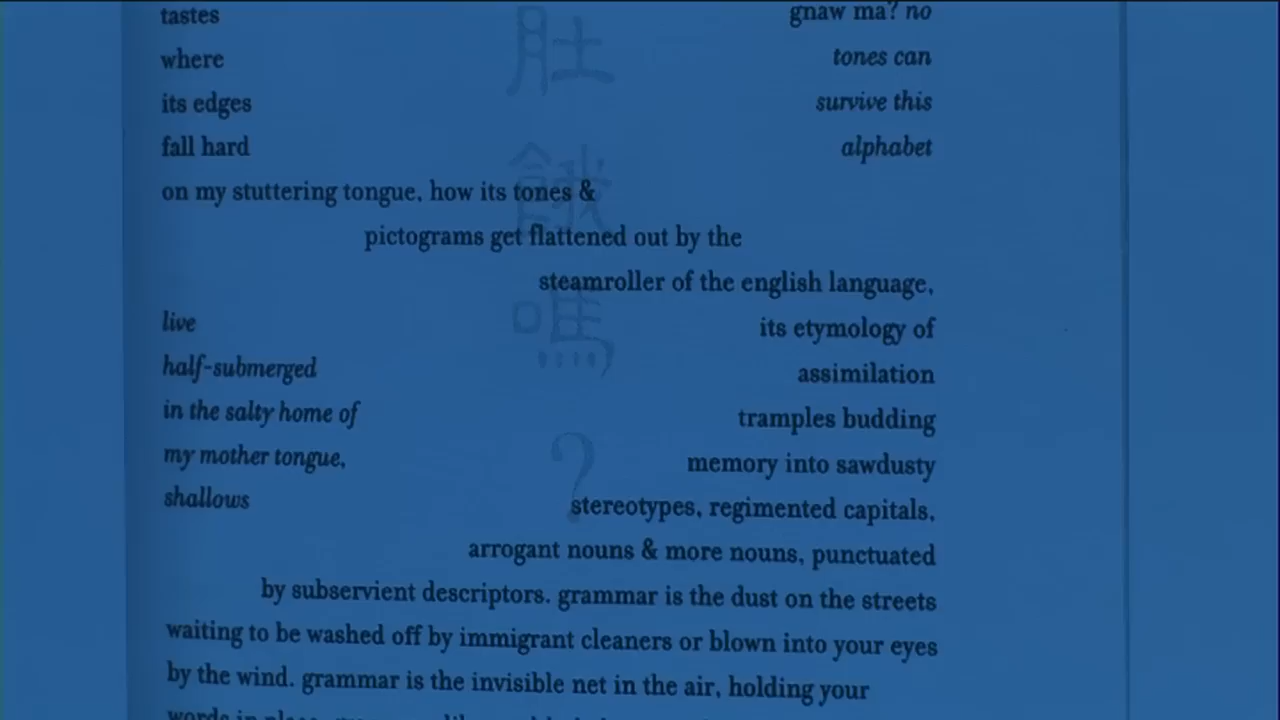 tastes
gnaw ma? no
where
tones can
its edges
survive this
fall hard
alphabet
on my stuttering tongue. how its tones &
pictograms get flattened out by the
steamroller of the english language,
live
its etymology of
half-submerged
assimilation
in the salty home of
tramples budding
my mother tongue,
memory into sawdusty
shallows
stereotypes, regimented capitals,
arrogant nouns & more nouns, punctuated
by subservient descriptors. grammar is the dust on the streets
waiting to be washed off by immigrant cleaners or blown into your eyes
by the wind. grammar is the invisible net in the air, holding your
肚
餓
嗎
?